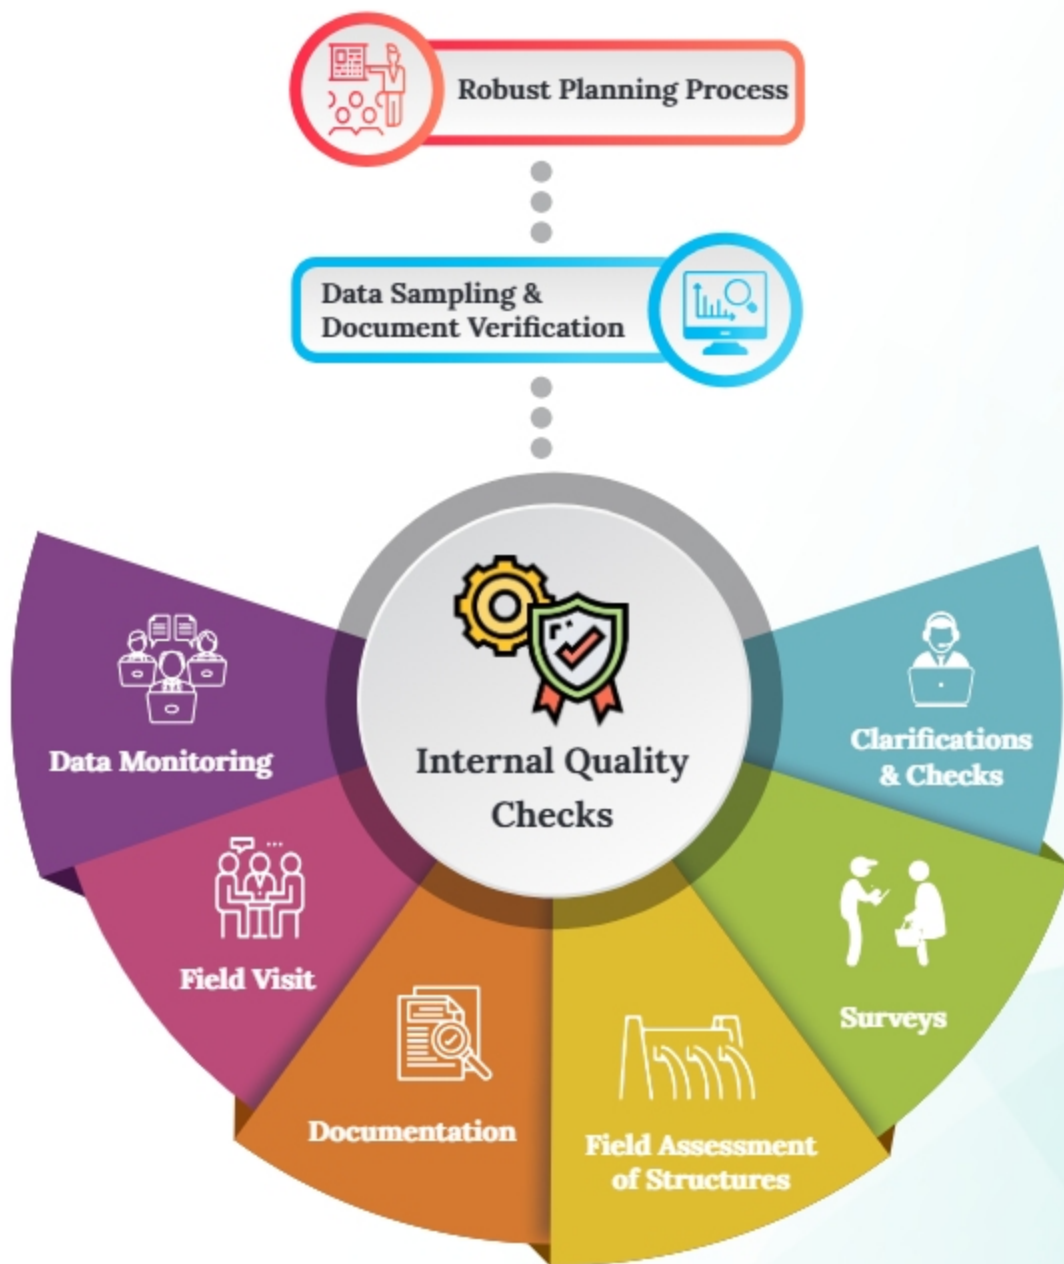 Robust Planning Process
Data Sampling &
Document Verification
Internal Quality
Checks
Data Monitoring
Field Visit
Documentation
Field Assessment
of Structures
Surveys
Clarifications
& Checks